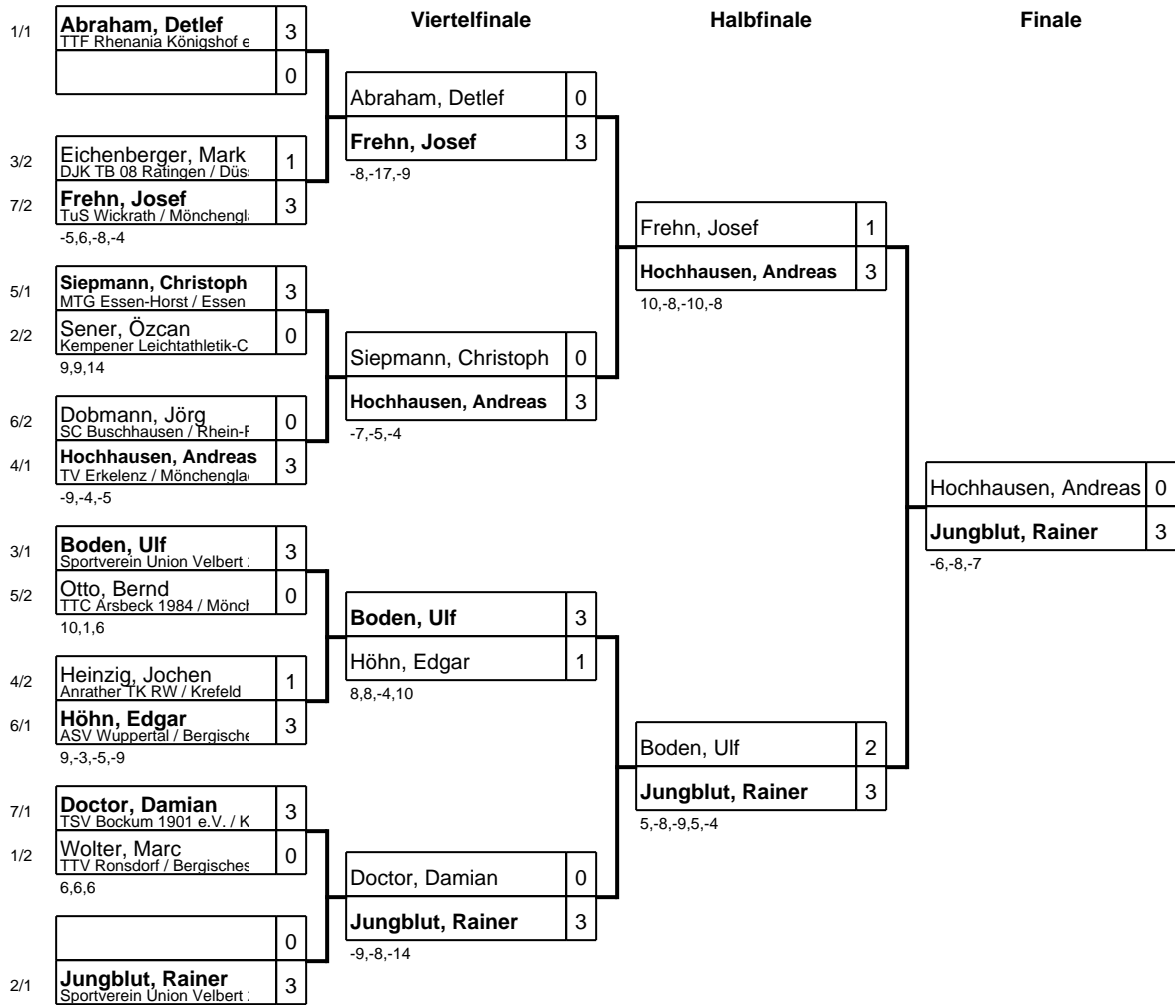 Viertelfinale Halbfinale Finale
1/1 Abraham, Detlef 3
TTF Rhenania Königshof e
0
Abraham, Detlef 0
Frehn, Josef 3
-8,-17,-9
3/2 Eichenberger, Mark 1
DJK TB 08 Ratingen / Düs
7/2 Frehn, Josef 3
TuS Wickrath / Mönchengl
-5,6,-8,-4
Frehn, Josef 1
Hochhausen, Andreas 3
10,-8,-10,-8
5/1 Siepmann, Christoph 3
MTG Essen-Horst / Essen
2/2 Sener, Özcan 0
Kempener Leichtathletik-C
9,9,14
Siepmann, Christoph 0
Hochhausen, Andreas 3
-7,-5,-4
6/2 Dobmann, Jörg 0
SC Buschhausen / Rhein-
4/1 Hochhausen, Andreas 3
TV Erkelenz / Mönchengla
-9,-4,-5
Hochhausen, Andreas 0
Jungblut, Rainer 3
-6,-8,-7
3/1 Boden, Ulf 3
Sportverein Union Velbert
5/2 Otto, Bernd 0
TTC Arsbeck 1984 / Mönch
10,1,6
Boden, Ulf 3
Höhn, Edgar 1
8,8,-4,10
4/2 Heinzig, Jochen 1
Anrather TK RW / Krefeld
6/1 Höhn, Edgar 3
ASV Wuppertal / Bergische
9,-3,-5,-9
Boden, Ulf 2
Jungblut, Rainer 3
5,-8,-9,5,-4
7/1 Doctor, Damian 3
TSV Bockum 1901 e.V. / K
1/2 Wolter, Marc 0
TTV Ronsdorf / Bergisches
6,6,6
Doctor, Damian 0
Jungblut, Rainer 3
-9,-8,-14
0
2/1 Jungblut, Rainer 3
Sportverein Union Velbert